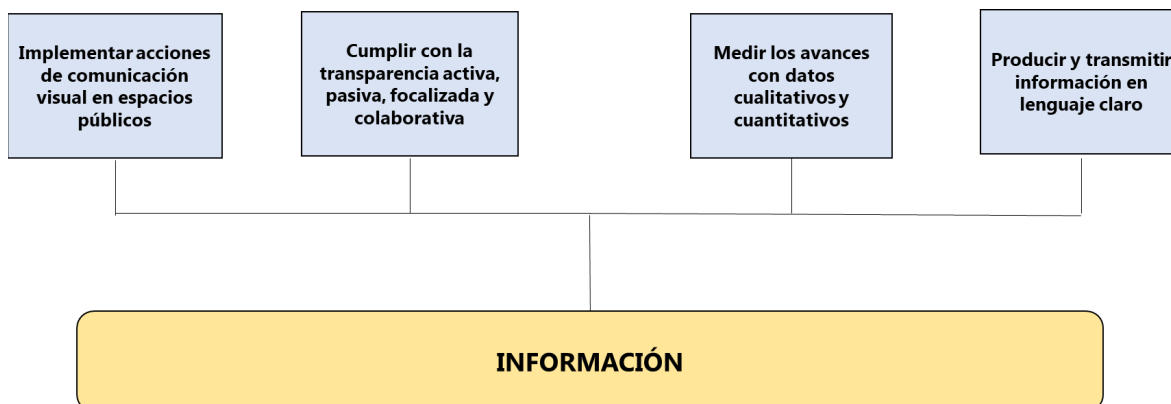 Implementar acciones
de comunicación
visual en espacios
públicos
Cumplir con la
transparencia activa,
pasiva, focalizada y
colaborativa
Medir los avances
con datos
cualitativos y
cuantitativos
Producir y transmitir
información en
lenguaje claro
INFORMACIÓN